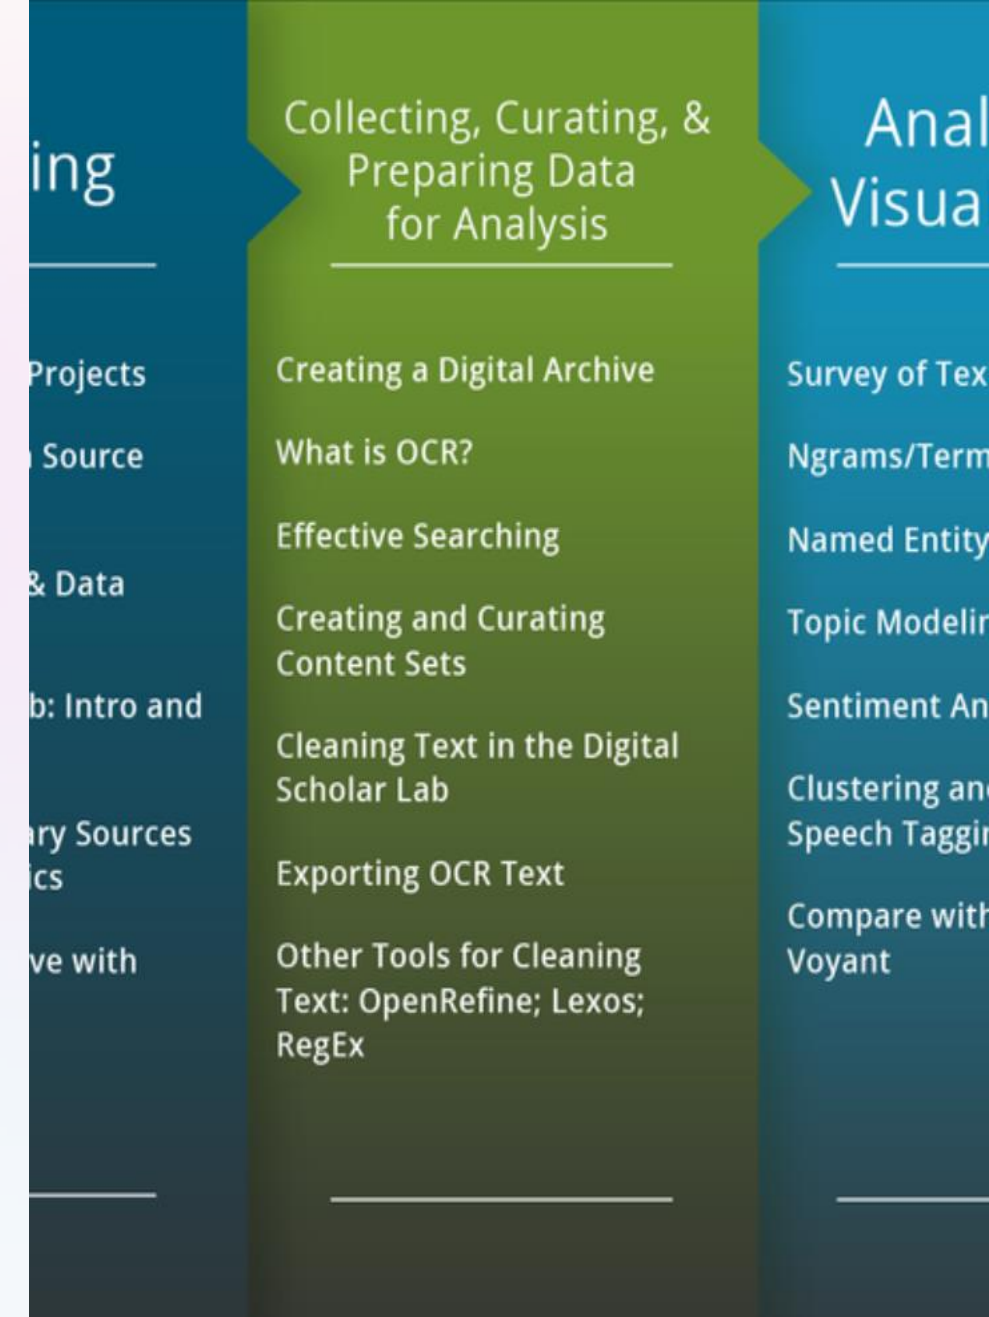 ing
Projects
Source
& Data
b: Intro and
ary Sources
ics
ve with
Collecting, Curating, &
Preparing Data
for Analysis
Creating a Digital Archive
What is OCR?
Effective Searching
Creating and Curating
Content Sets
Cleaning Text in the Digital
Scholar Lab
Exporting OCR Text
Other Tools for Cleaning
Text: OpenRefine; Lexos;
RegEx
Anal
Visua
Survey of Tex
Ngrams/Term
Named Entity
Topic Modelin
Sentiment An
Clustering and
Speech Taggin
Compare with
Voyant